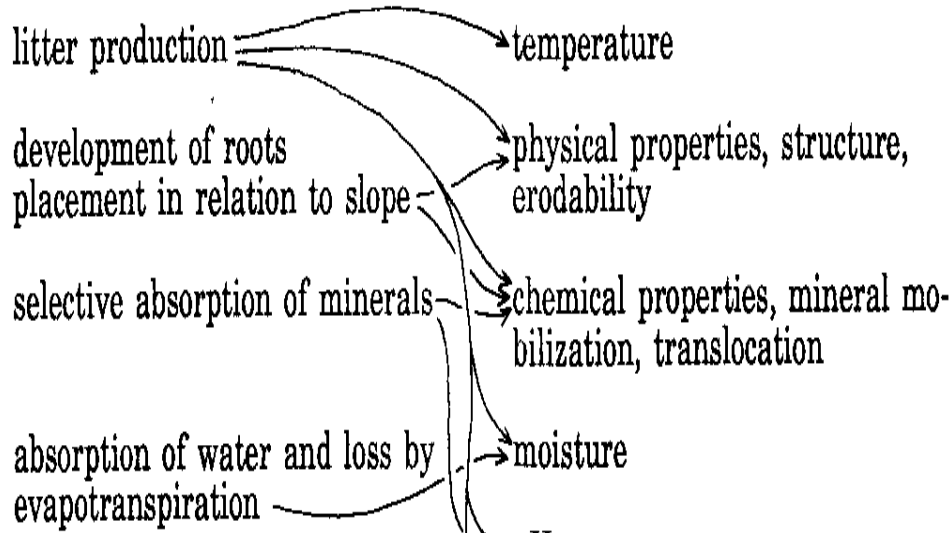 litter production
temperature
development of roots
placement in relation to slope
physical properties, structure,
erodability
selective absorption of minerals
chemical properties, mineral mo-
bilization, translocation
absorption of water and loss by
evapotranspiration
moisture